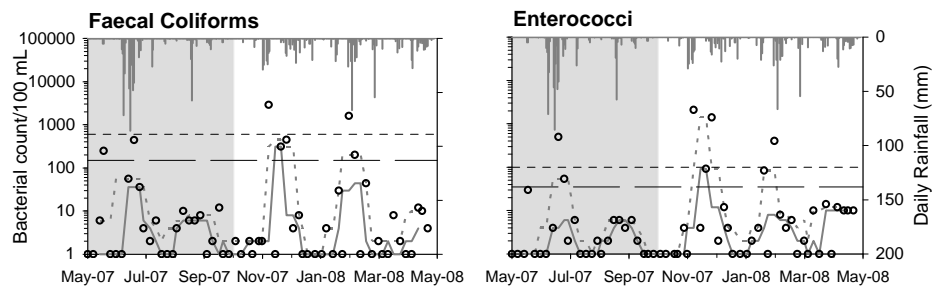 Faecal Coliforms
Enterococci
Bacterial count/100 mL
100000
10000
1000
100
10
1
May-07 Jul-07 Sep-07 Nov-07 Jan-08 Mar-08 May-08
May-07 Jul-07 Sep-07 Nov-07 Jan-08 Mar-08 May-08
0
50
100
150
200
Daily Rainfall (mm)